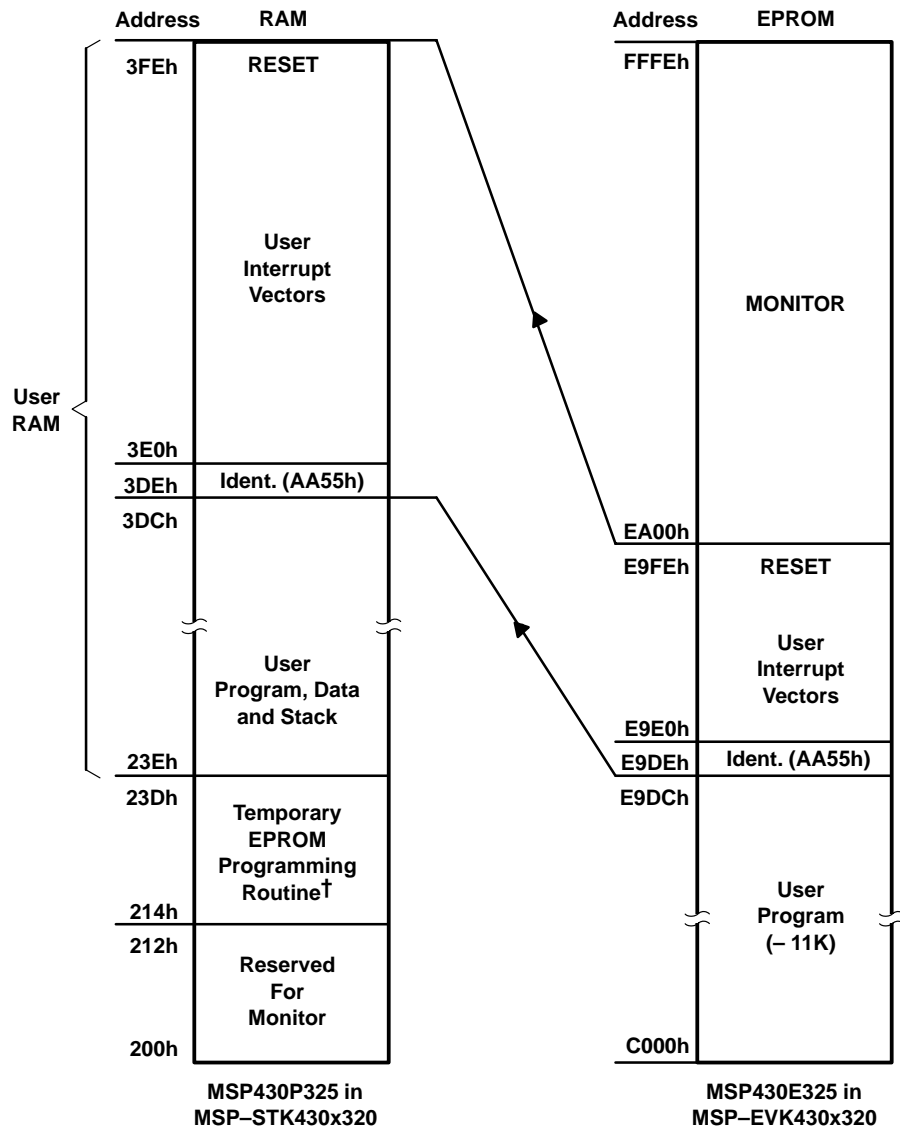 Address RAM
3FEh RESET
User
Interrupt
Vectors
User
RAM
3E0h
3DEh Ident. (AA55h)
3DCh
User
Program, Data
and Stack
23Eh
23Dh
Temporary
EPROM
Programming
Routine†
214h
212h
Reserved
For
Monitor
200h
MSP430P325 in
MSP–STK430x320
Address EPROM
FFFEh
MONITOR
EA00h
E9FEh RESET
User
Interrupt
Vectors
E9E0h
E9DEh Ident. (AA55h)
E9DCh
User
Program
(– 11K)
C000h
MSP430E325 in
MSP–EVK430x320